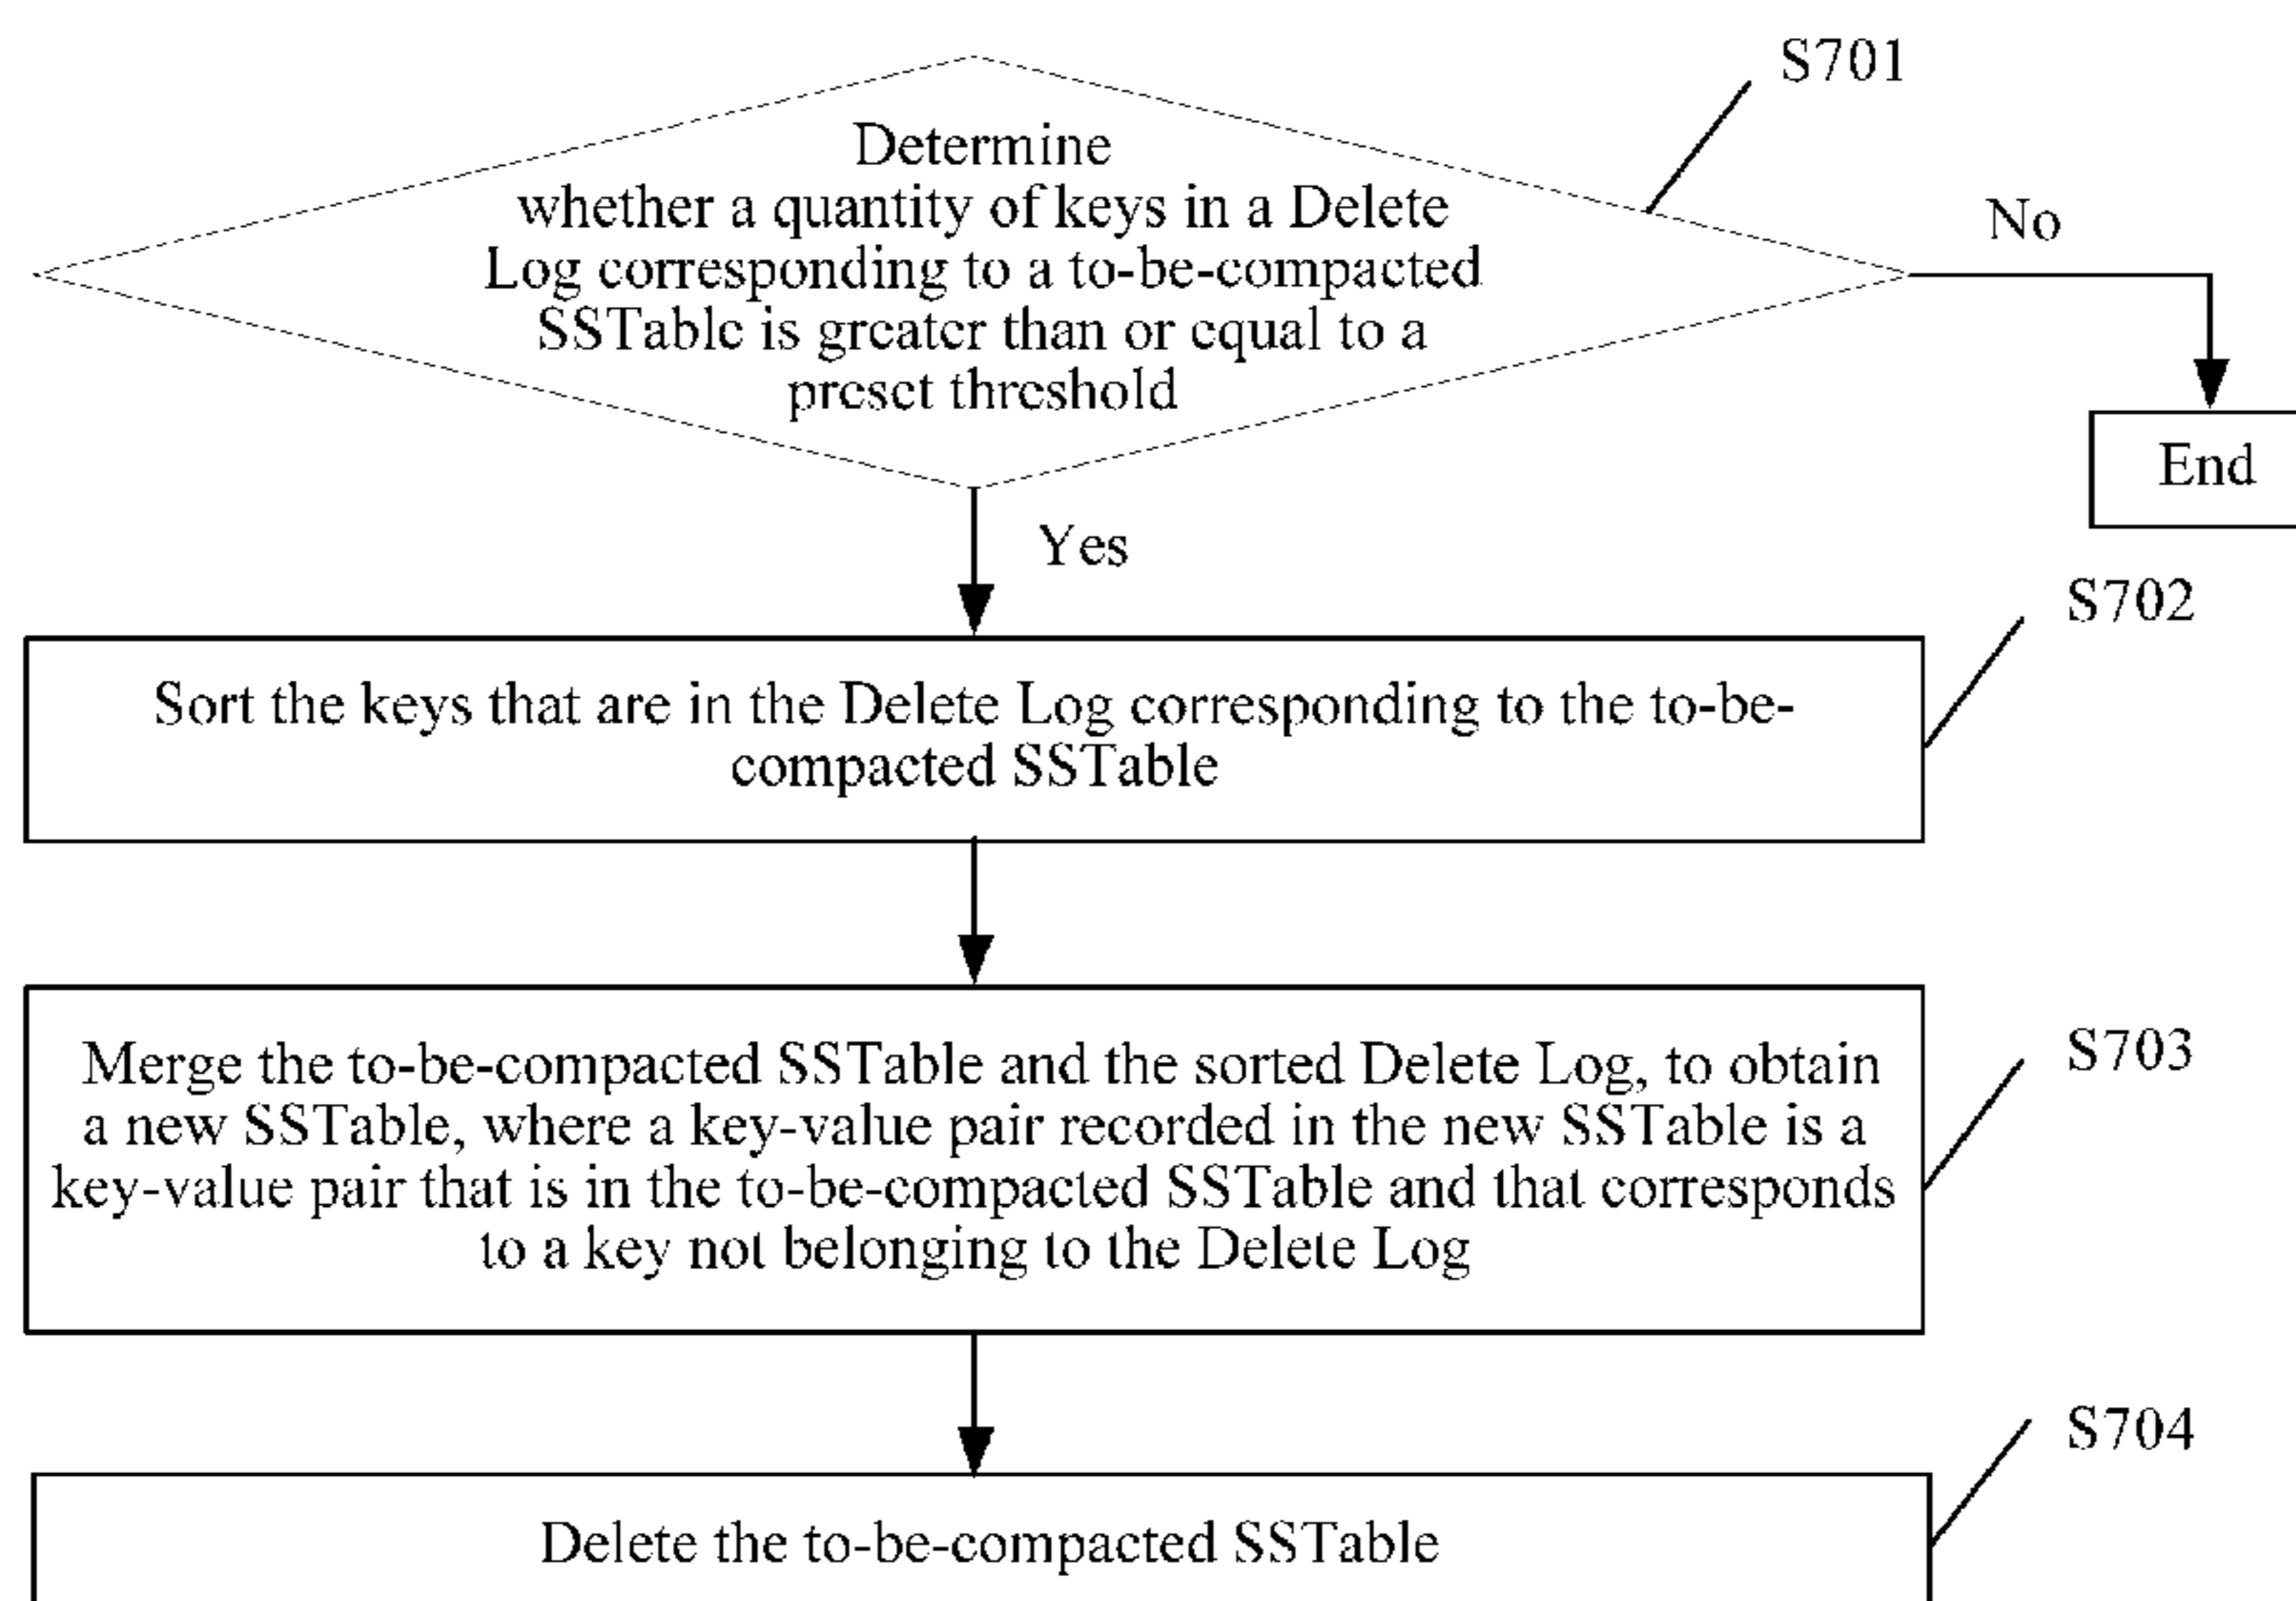 S701
Determine
whether a quantity of keys in a Delete
Log corresponding to a to-be-compacted
SSTable is greater than or equal to a
preset threshold
No
End
Yes
S702
Sort the keys that are in the Delete Log corresponding to the to-be-
compacted SSTable
S703
Merge the to-be-compacted SSTable and the sorted Delete Log, to obtain
a new SSTable, where a key-value pair recorded in the new SSTable is a
key-value pair that is in the to-be-compacted SSTable and that corresponds
to a key not belonging to the Delete Log
S704
Delete the to-be-compacted SSTable